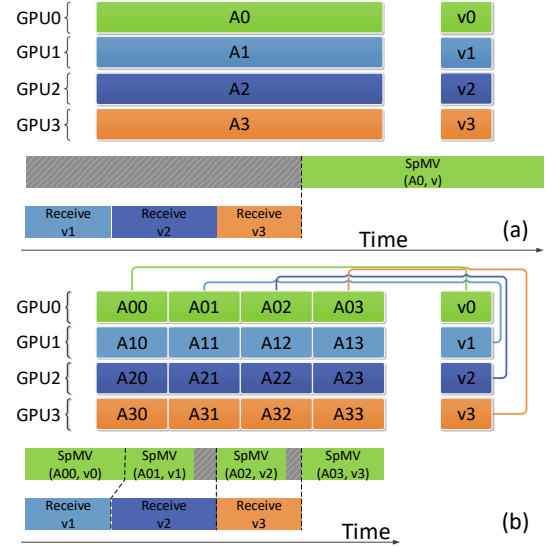 GPU0 A0 v0
GPU1 A1 v1
GPU2 A2 v2
GPU3 A3 v3
SpMV
(A0, v)
Receive Receive Receive
v1 v2 v3
Time (a)
GPU0 A00 A01 A02 A03 v0
GPU1 A10 A11 A12 A13 v1
GPU2 A20 A21 A22 A23 v2
GPU3 A30 A31 A32 A33 v3
SpMV SpMV SpMV SpMV
(A00, v0) (A01, v1) (A02, v2) (A03, v3)
Receive Receive Receive
v1 v2 v3
Time (b)